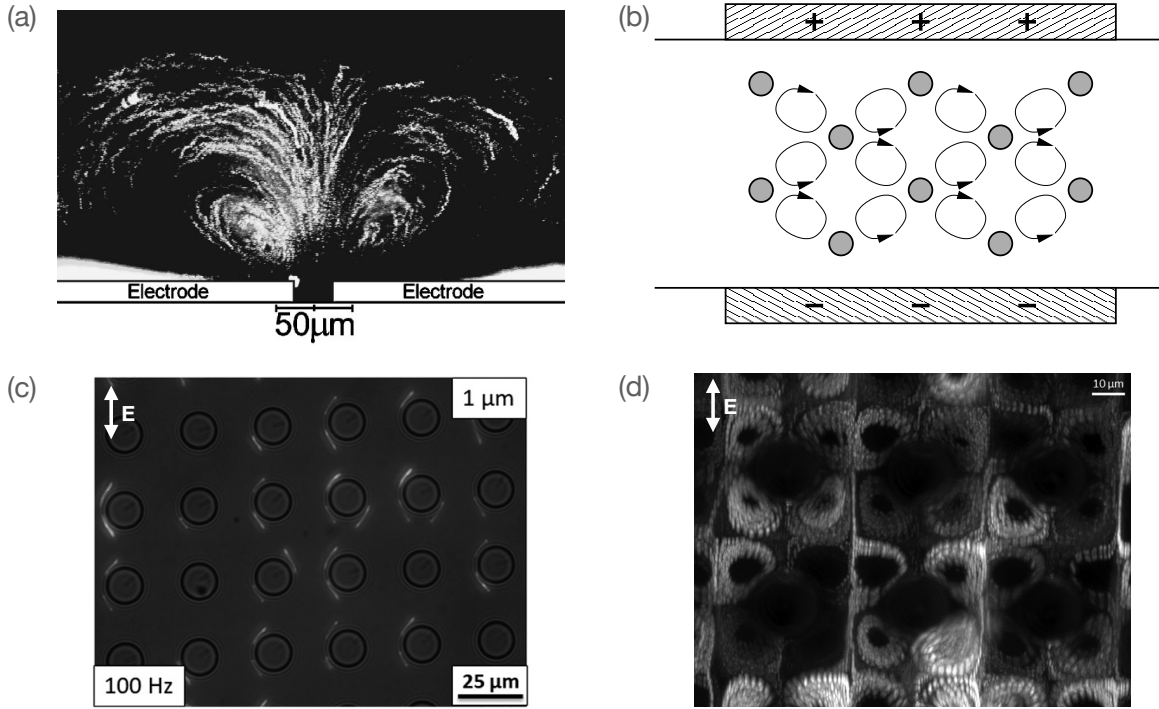 (a)
Electrode
Electrode
50µm
(b)
+ + +
− − −
(c)
E
1 µm
100 Hz
25 µm
(d)
E
10 µm